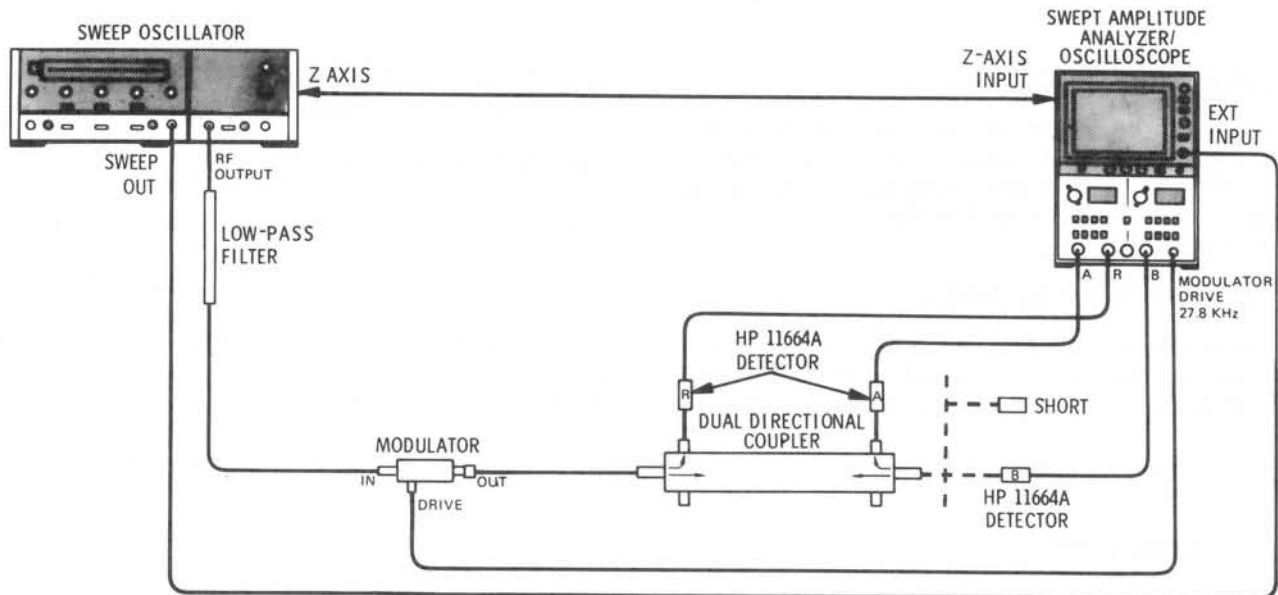 SWEEP OSCILLATOR
SWEPT AMPLITUDE
ANALYZER/
OSCILLOSCOPE
Z AXIS
Z-AXIS
INPUT
EXT
INPUT
SWEEP
OUT
RF
OUTPUT
LOW-PASS
FILTER
A
R
B
MODULATOR
DRIVE
27.8 KHz
HP 11664A
DETECTOR
R
A
SHORT
DUAL DIRECTIONAL
COUPLER
MODULATOR
IN
OUT
DRIVE
B
HP 11664A
DETECTOR